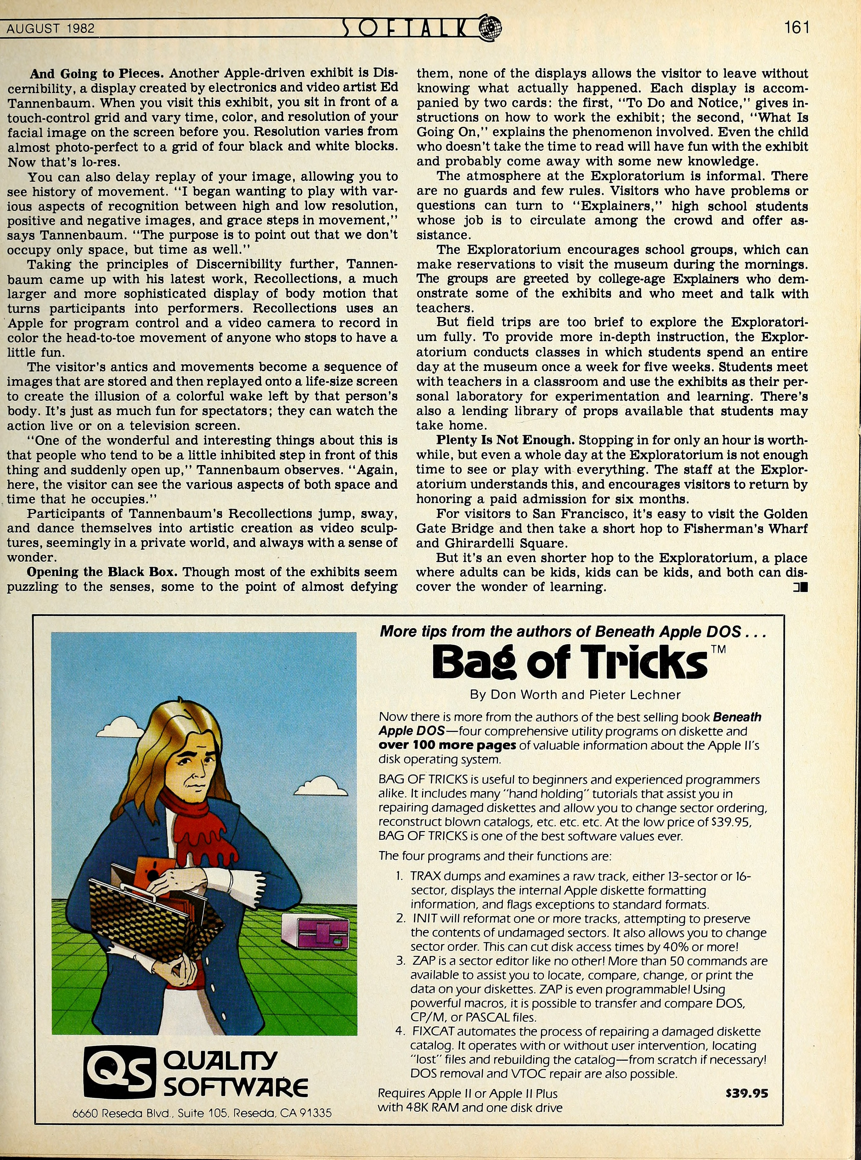 AUGUST 1982
SOFTALK
161
And Going to Pieces. Another Apple-driven exhibit is Dis-
cernibility, a display created by electronics and video artist Ed
Tannenbaum. When you visit this exhibit, you sit in front of a
touch-control grid and vary time, color, and resolution of your
facial image on the screen before you. Resolution varies from
almost photo-perfect to a grid of four black and white blocks.
Now that's lo-res.
You can also delay replay of your image, allowing you to
see history of movement. "I began wanting to play with var-
ious aspects of recognition between high and low resolution,
positive and negative images, and grace steps in movement,"
says Tannenbaum. "The purpose is to point out that we don't
occupy only space, but time as well."
Taking the principles of Discernibility further, Tannen-
baum came up with his latest work, Recollections, a much
larger and more sophisticated display of body motion that
turns participants into performers. Recollections uses an
Apple for program control and a video camera to record in
color the head-to-toe movement of anyone who stops to have a
little fun.
The visitor's antics and movements become a sequence of
images that are stored and then replayed onto a life-size screen
to create the illusion of a colorful wake left by that person's
body. It's just as much fun for spectators; they can watch the
action live or on a television screen.
"One of the wonderful and interesting things about this is
that people who tend to be a little inhibited step in front of this
thing and suddenly open up," Tannenbaum observes. "Again,
here, the visitor can see the various aspects of both space and
time that he occupies."
Participants of Tannenbaum's Recollections jump, sway,
and dance themselves into artistic creation as video sculp-
tures, seemingly in a private world, and always with a sense of
wonder.
Opening the Black Box. Though most of the exhibits seem
puzzling to the senses, some to the point of almost defying
them, none of the displays allows the visitor to leave without
knowing what actually happened. Each display is accom-
panied by two cards: the first, "To Do and Notice," gives in-
structions on how to work the exhibit; the second, "What Is
Going On," explains the phenomenon involved. Even the child
who doesn't take the time to read will have fun with the exhibit
and probably come away with some new knowledge.
The atmosphere at the Exploratorium is informal. There
are no guards and few rules. Visitors who have problems or
questions can turn to "Explainers," high school students
whose job is to circulate among the crowd and offer as-
sistance.
The Exploratorium encourages school groups, which can
make reservations to visit the museum during the mornings.
The groups are greeted by college-age Explainers who dem-
onstrate some of the exhibits and who meet and talk with
teachers.
But field trips are too brief to explore the Exploratori-
um fully. To provide more in-depth instruction, the Explor-
atorium conducts classes in which students spend an entire
day at the museum once a week for five weeks. Students meet
with teachers in a classroom and use the exhibits as their per-
sonal laboratory for experimentation and learning. There's
also a lending library of props available that students may
take home.
Plenty Is Not Enough. Stopping in for only an hour is worth-
while, but even a whole day at the Exploratorium is not enough
time to see or play with everything. The staff at the Explor-
atorium understands this, and encourages visitors to return by
honoring a paid admission for six months.
For visitors to San Francisco, it's easy to visit the Golden
Gate Bridge and then take a short hop to Fisherman's Wharf
and Ghirardelli Square.
But it's an even shorter hop to the Exploratorium, a place
where adults can be kids, kids can be kids, and both can dis-
cover the wonder of learning.
More tips from the authors of Beneath Apple DOS . . .
Bag of Tricks™
By Don Worth and Pieter Lechner
Now there is more from the authors of the best selling book Beneath
Apple DOS—four comprehensive utility programs on diskette and
over 100 more pages of valuable information about the Apple II's
disk operating system.
BAG OF TRICKS is useful to beginners and experienced programmers
alike. It includes many "hand holding" tutorials that assist you in
repairing damaged diskettes and allow you to change sector ordering,
reconstruct blown catalogs, etc. etc. etc. At the low price of $39.95,
BAG OF TRICKS is one of the best software values ever.
The four programs and their functions are:
1. TRAX dumps and examines a raw track, either 13-sector or 16-
sector, displays the internal Apple diskette formatting
information, and flags exceptions to standard formats.
2. INIT will reformat one or more tracks, attempting to preserve
the contents of undamaged sectors. It also allows you to change
sector order. This can cut disk access times by 40% or more!
3. ZAP is a sector editor like no other! More than 50 commands are
available to assist you to locate, compare, change, or print the
data on your diskettes. ZAP is even programmable! Using
powerful macros, it is possible to transfer and compare DOS,
CP/M, or PASCAL files.
4. FIXCAT automates the process of repairing a damaged diskette
catalog. It operates with or without user intervention, locating
"lost" files and rebuilding the catalog—from scratch if necessary!
DOS removal and VTOC repair are also possible.
Requires Apple II or Apple II Plus
with 48K RAM and one disk drive
$39.95
QS QUALITY
SOFTWARE
6660 Reseda Blvd., Suite 105, Reseda, CA 91335